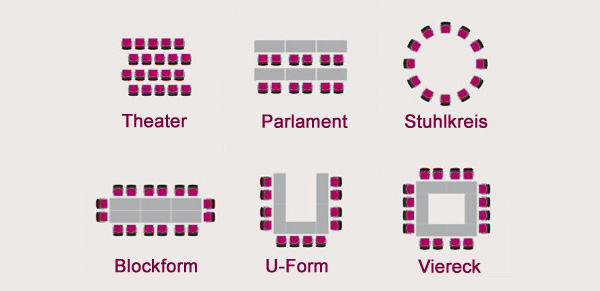 Theater
Parlament
Stuhlkreis
Blockform
U-Form
Viereck